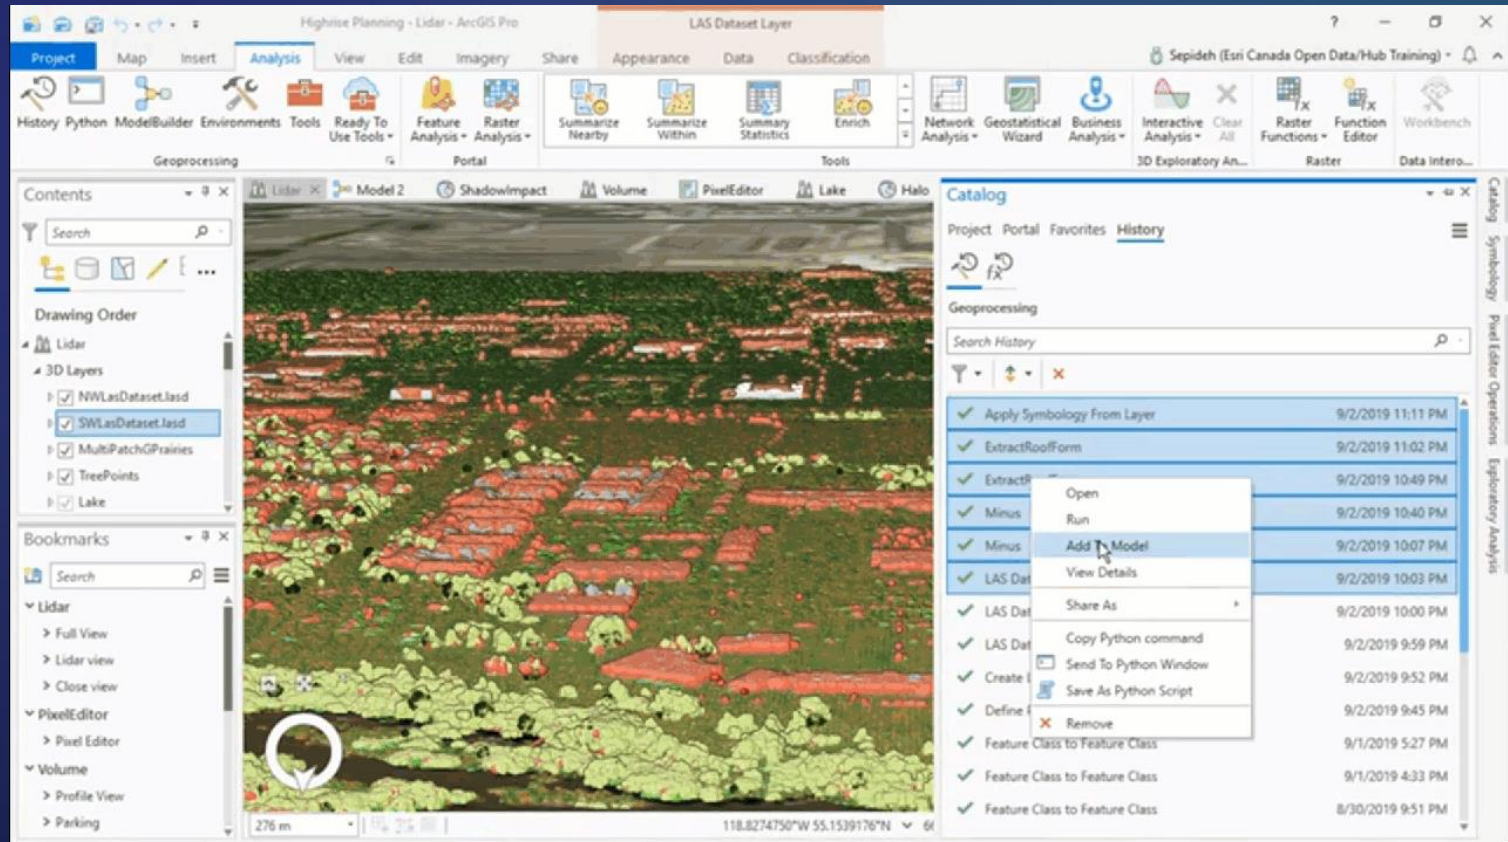 Highrise Planning - Lidar - ArcGIS Pro
LAS Dataset Layer
?
Project Map Insert Analysis View Edit Imagery Share Appearance Data Classification
Sepideh (Esri Canada Open Data/Hub Training)
History Python ModelBuilder Environments Tools Ready To Use Tools
Feature Analysis Raster Analysis
Summarize Nearby Summarize Within Summary Statistics Enrich
Network Analysis Geostatistical Wizard Business Analysis
Interactive Analysis Clear All
Raster Functions Function Editor
Workbench
Geoprocessing Portal Tools 3D Exploratory An... Raster Data Intero...
Contents
Search
Drawing Order
Lidar
3D Layers
NWLasDataset.lasd
SWLasDataset.lasd
MultiPatchGPrairies
TreePoints
Lake
Bookmarks
Search
Lidar
Full View
Lidar view
Close view
PixelEditor
Pixel Editor
Volume
Profile View
Parking
Lidar Model 2 ShadowImpact Volume PixelEditor Lake Halo
276 m
118.8274750°W 55.1539176°N
Catalog
Project Portal Favorites History
Geoprocessing
Search History
Apply Symbology From Layer 9/2/2019 11:11 PM
ExtractRoofForm 9/2/2019 11:02 PM
9/2/2019 10:49 PM
Minus 9/2/2019 10:40 PM
Minus 9/2/2019 10:07 PM
LAS Dat 9/2/2019 10:03 PM
LAS Dat 9/2/2019 10:00 PM
LAS Dat 9/2/2019 9:59 PM
Create 9/2/2019 9:52 PM
Define 9/2/2019 9:45 PM
Feature Class to Feature Class 9/1/2019 5:27 PM
Feature Class to Feature Class 9/1/2019 4:33 PM
Feature Class to Feature Class 8/30/2019 9:51 PM
Open
Run
Add To Model
View Details
Share As
Copy Python command
Send To Python Window
Save As Python Script
Remove
Catalog
Symbology
Pixel Editor Operations
Exploratory Analysis